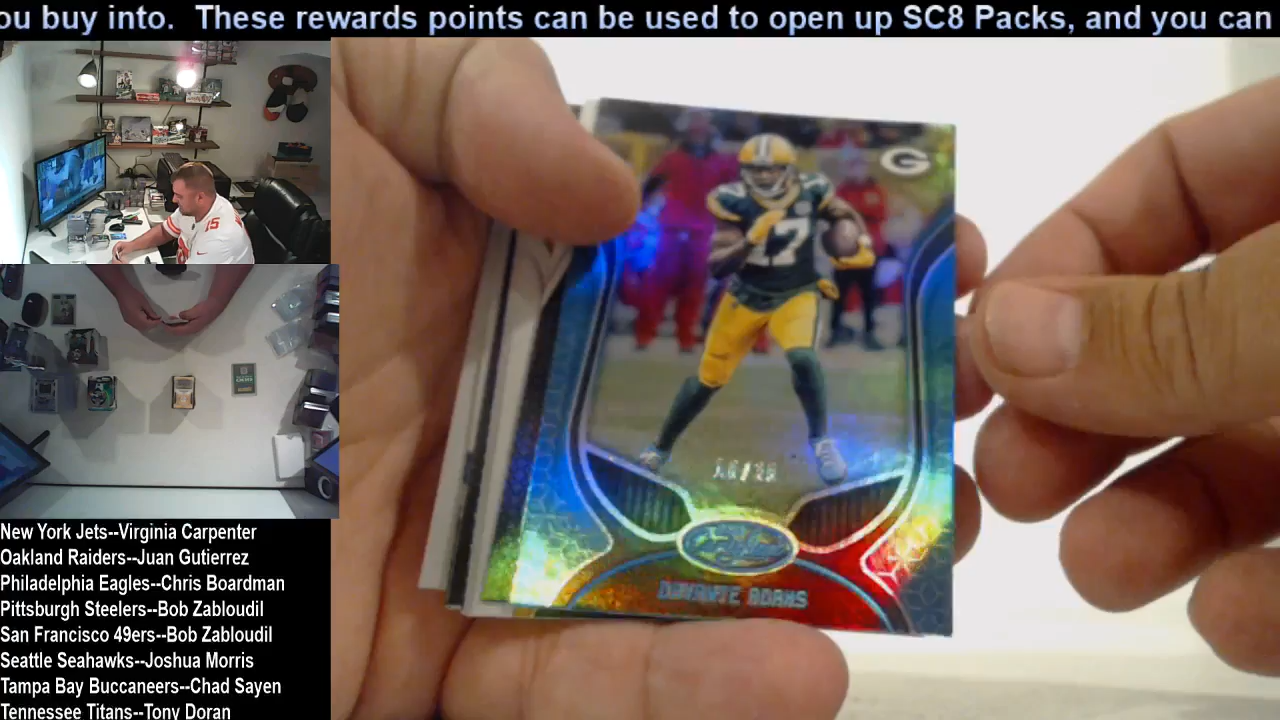 ou buy into.  These rewards points can be used to open up SC8 Packs, and you can
G
17
15
DAVANTE ADAMS
New York Jets--Virginia Carpenter
Oakland Raiders--Juan Gutierrez
Philadelphia Eagles--Chris Boardman
Pittsburgh Steelers--Bob Zabloudil
San Francisco 49ers--Bob Zabloudil
Seattle Seahawks--Joshua Morris
Tampa Bay Buccaneers--Chad Sayen
Tennessee Titans--Tony Doran